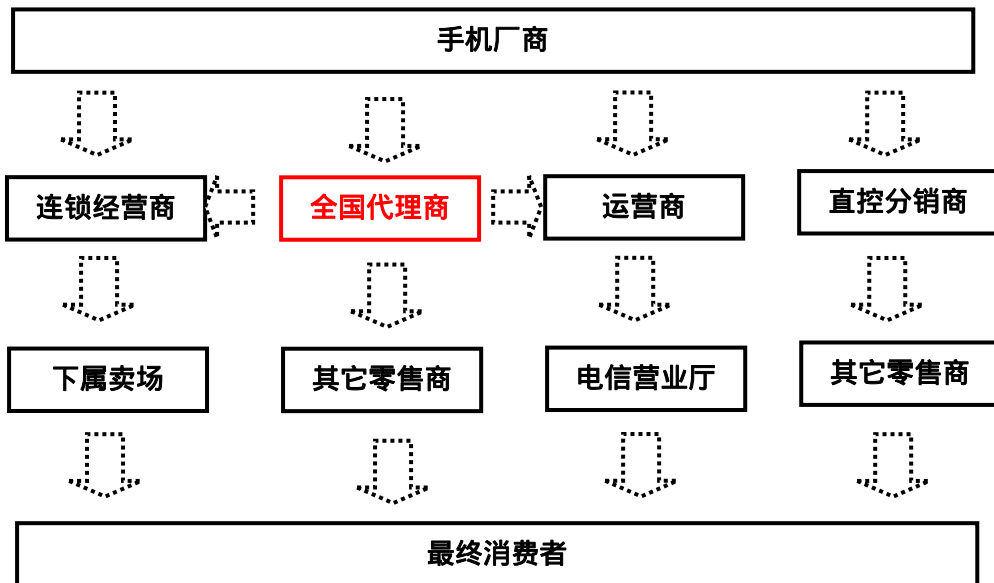 手机厂商
连锁经营商
全国代理商
运营商
直控分销商
下属卖场
其它零售商
电信营业厅
其它零售商
最终消费者